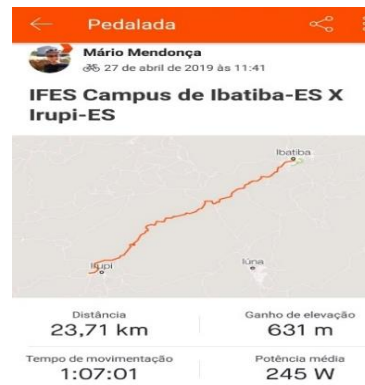 Pedalada
Mário Mendonça
27 de abril de 2019 às 11:41
IFES Campus de Ibatiba-ES X
Irupi-ES
Ibatiba
Irupi
Iúna
Distância
Ganho de elevação
23,71 km
631 m
Tempo de movimentação
Potência média
1:07:01
245 W